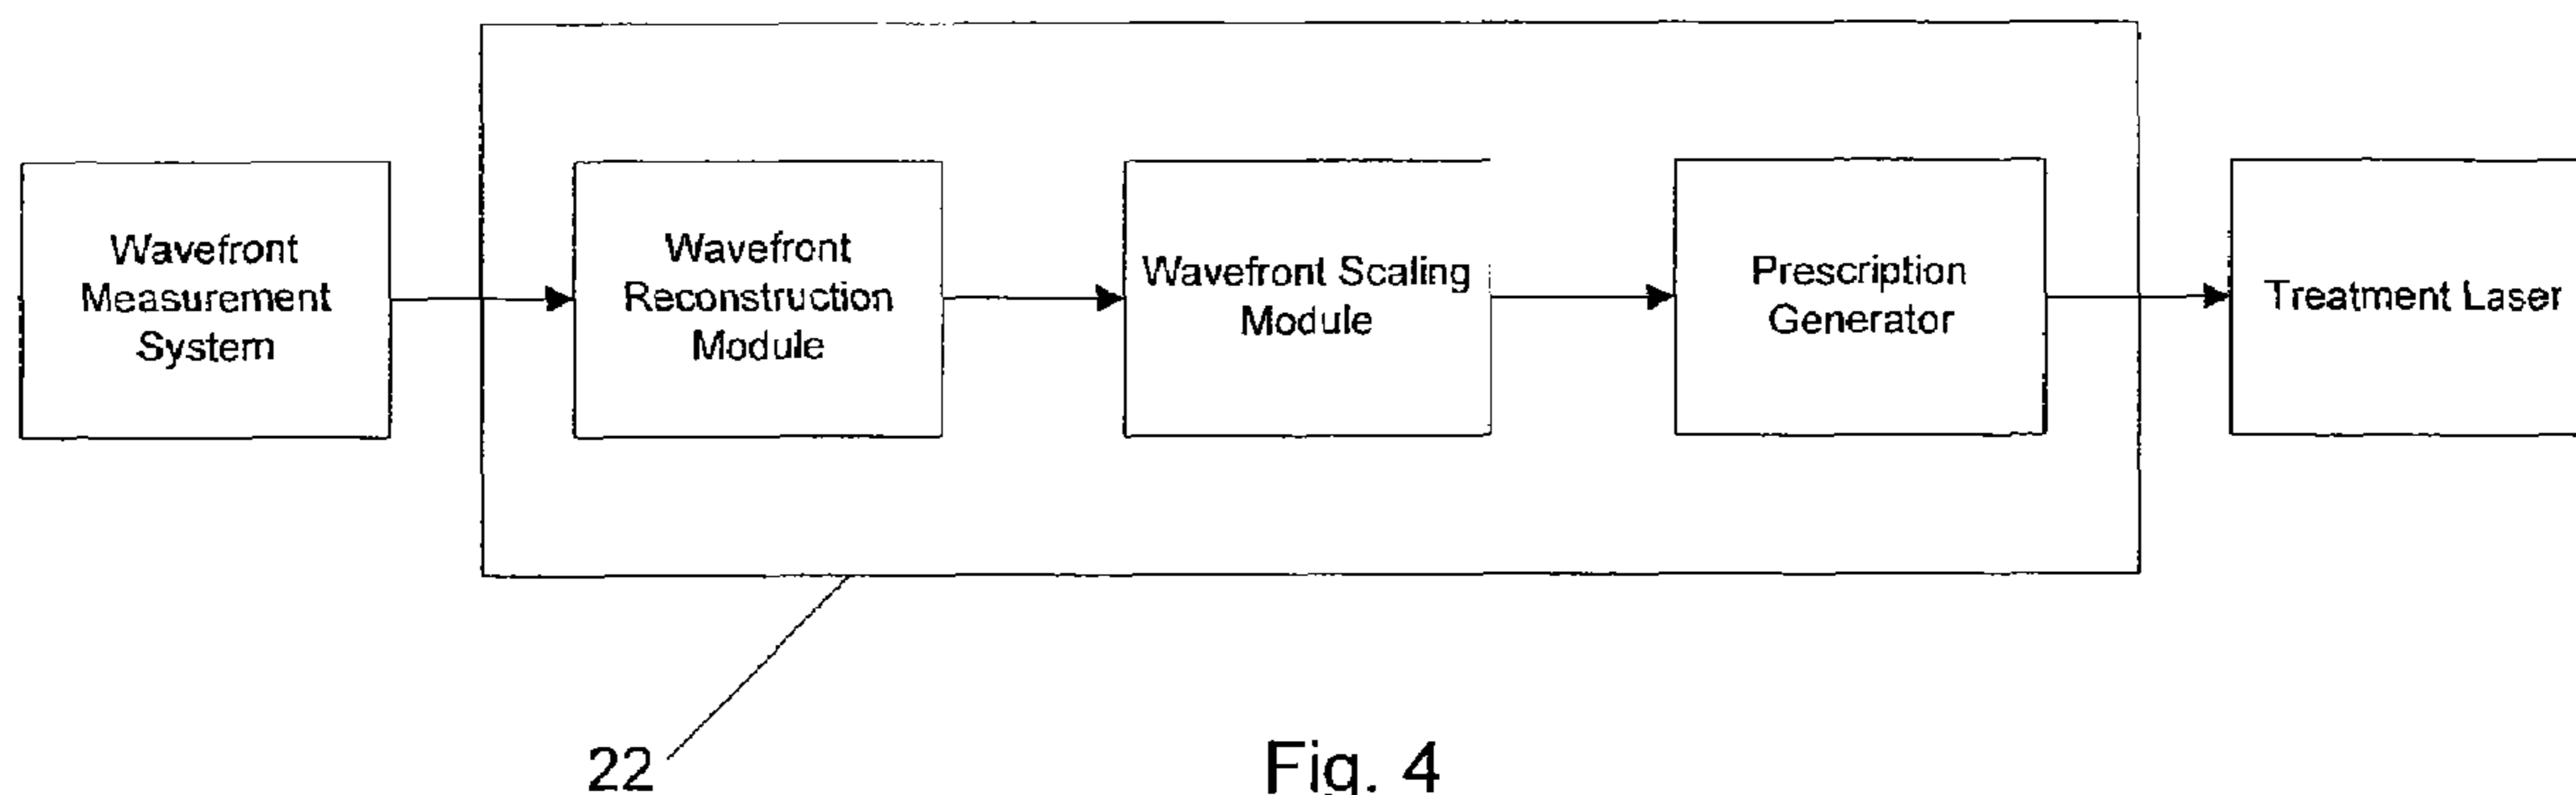 Wavefront
Measurement
System
Wavefront
Reconstruction
Module
Wavefront Scaling
Module
Prescription
Generator
Treatment Laser
22
Fig. 4